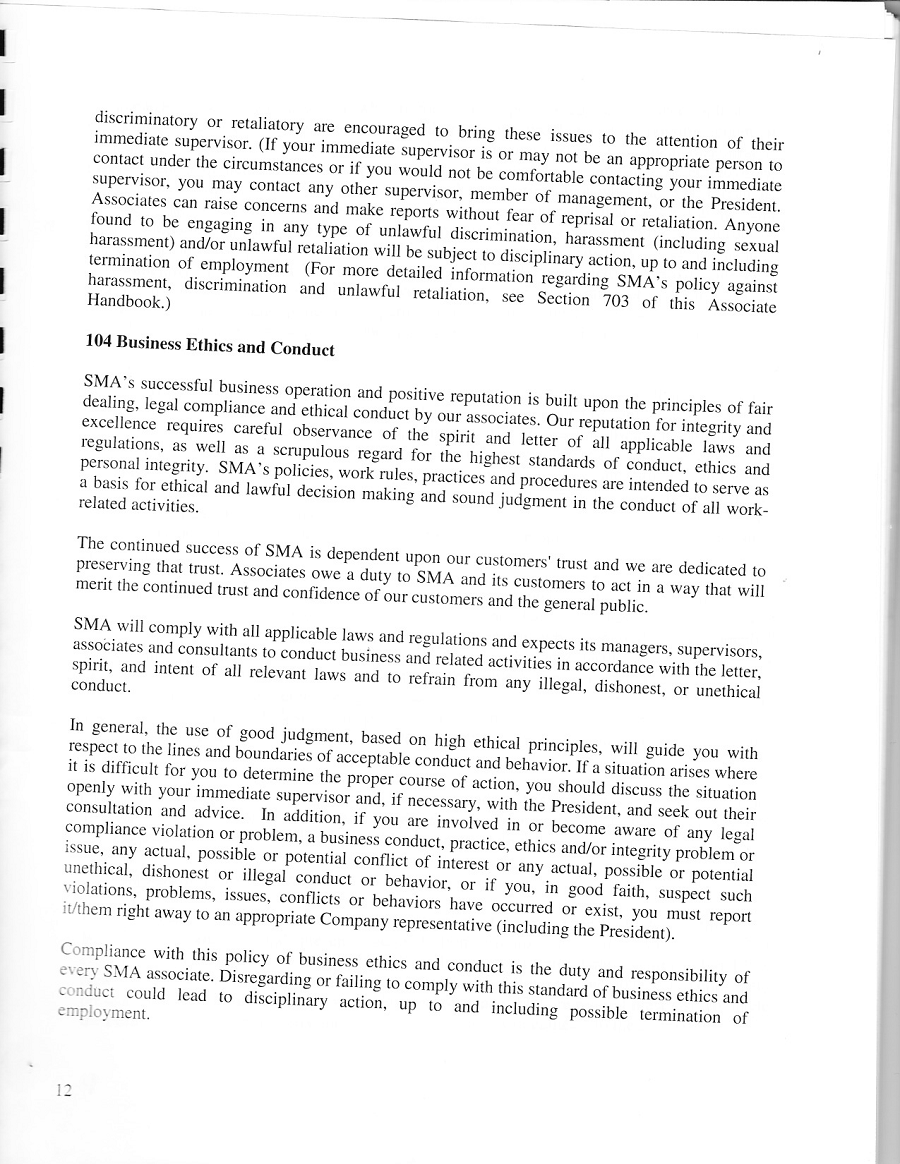 discriminatory or retaliatory are encouraged to bring these issues to the attention of their
immediate supervisor. (If your immediate supervisor is or may not be an appropriate person to
contact under the circumstances or if you would not be comfortable contacting your immediate
supervisor, you may contact any other supervisor, member of management, or the President.
Associates can raise concerns and make reports without fear of reprisal or retaliation. Anyone
found to be engaging in any type of unlawful discrimination, harassment (including sexual
harassment) and/or unlawful retaliation will be subject to disciplinary action, up to and including
termination of employment (For more detailed information regarding SMA's policy against
harassment, discrimination and unlawful retaliation, see Section 703 of this Associate
Handbook.)
104 Business Ethics and Conduct
SMA's successful business operation and positive reputation is built upon the principles of fair
dealing, legal compliance and ethical conduct by our associates. Our reputation for integrity and
excellence requires careful observance of the spirit and letter of all applicable laws and
regulations, as well as a scrupulous regard for the highest standards of conduct, ethics and
personal integrity. SMA's policies, work rules, practices and procedures are intended to serve as
a basis for ethical and lawful decision making and sound judgment in the conduct of all work-
related activities.
The continued success of SMA is dependent upon our customers' trust and we are dedicated to
preserving that trust. Associates owe a duty to SMA and its customers to act in a way that will
merit the continued trust and confidence of our customers and the general public.
SMA will comply with all applicable laws and regulations and expects its managers, supervisors,
associates and consultants to conduct business and related activities in accordance with the letter,
spirit, and intent of all relevant laws and to refrain from any illegal, dishonest, or unethical
conduct.
In general, the use of good judgment, based on high ethical principles, will guide you with
respect to the lines and boundaries of acceptable conduct and behavior. If a situation arises where
it is difficult for you to determine the proper course of action, you should discuss the situation
openly with your immediate supervisor and, if necessary, with the President, and seek out their
consultation and advice. In addition, if you are involved in or become aware of any legal
compliance violation or problem, a business conduct, practice, ethics and/or integrity problem or
issue, any actual, possible or potential conflict of interest or any actual, possible or potential
unethical, dishonest or illegal conduct or behavior, or if you, in good faith, suspect such
violations, problems, issues, conflicts or behaviors have occurred or exist, you must report
it/them right away to an appropriate Company representative (including the President).
Compliance with this policy of business ethics and conduct is the duty and responsibility of
every SMA associate. Disregarding or failing to comply with this standard of business ethics and
conduct could lead to disciplinary action, up to and including possible termination of
employment.
12